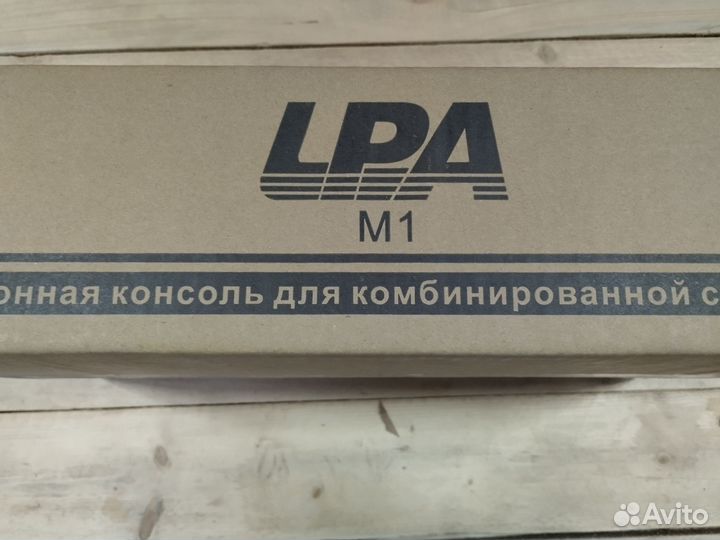 LPA
M1
онная консоль для комбинированной с
Avito